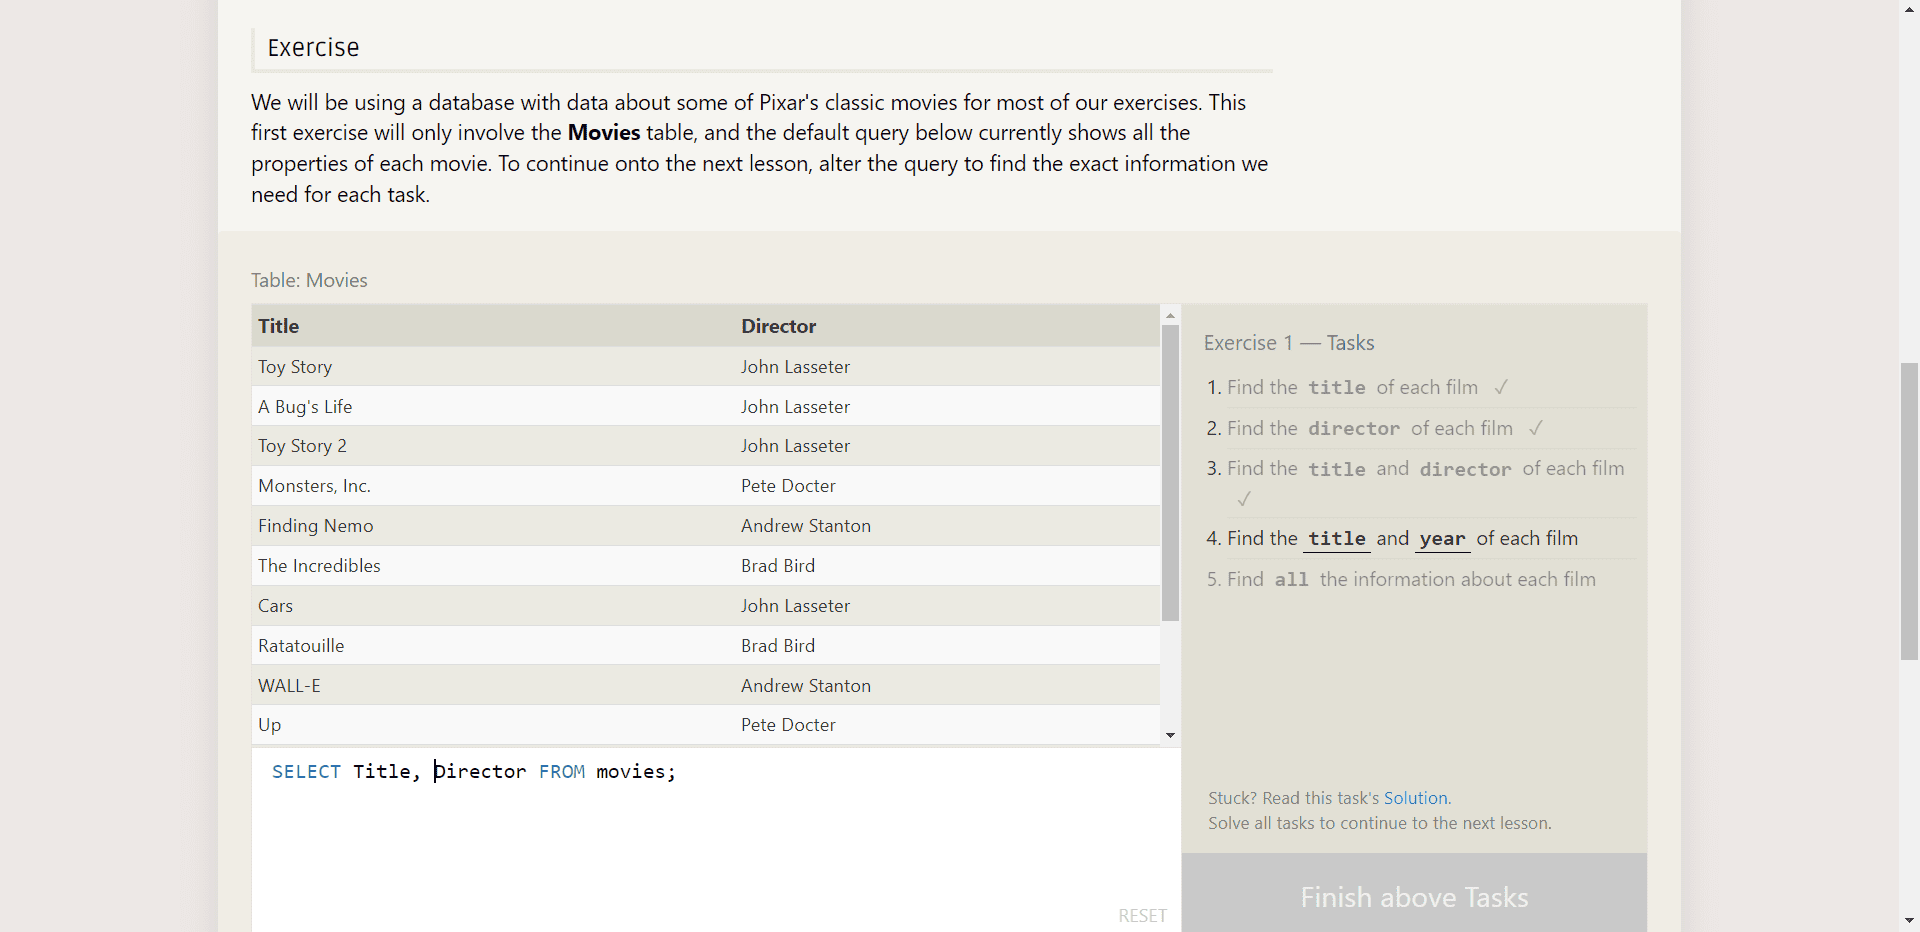 Exercise
We will be using a database with data about some of Pixar's classic movies for most of our exercises. This
first exercise will only involve the Movies table, and the default query below currently shows all the
properties of each movie. To continue onto the next lesson, alter the query to find the exact information we
need for each task.
Table: Movies
Title Director
Toy Story John Lasseter
A Bug's Life John Lasseter
Toy Story 2 John Lasseter
Monsters, Inc. Pete Docter
Finding Nemo Andrew Stanton
The Incredibles Brad Bird
Cars John Lasseter
Ratatouille Brad Bird
WALL-E Andrew Stanton
Up Pete Docter
SELECT Title, Director FROM movies;
RESET
Exercise 1 — Tasks
1. Find the title of each film ✓
2. Find the director of each film ✓
3. Find the title and director of each film
✓
4. Find the title and year of each film
5. Find all the information about each film
Stuck? Read this task's Solution.
Solve all tasks to continue to the next lesson.
Finish above Tasks